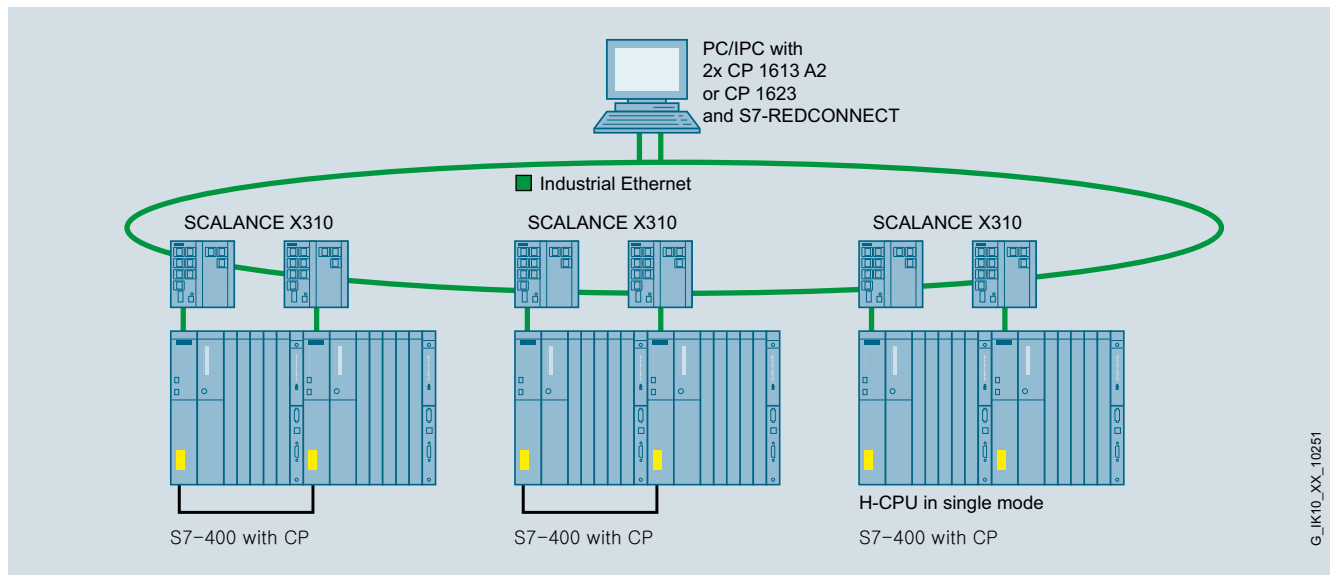 PC/IPC with
2x CP 1613 A2
or CP 1623
and S7-REDCONNECT
Industrial Ethernet
SCALANCE X310
SCALANCE X310
SCALANCE X310
H-CPU in single mode
S7-400 with CP
S7-400 with CP
S7-400 with CP
G_IK10_XX_10251